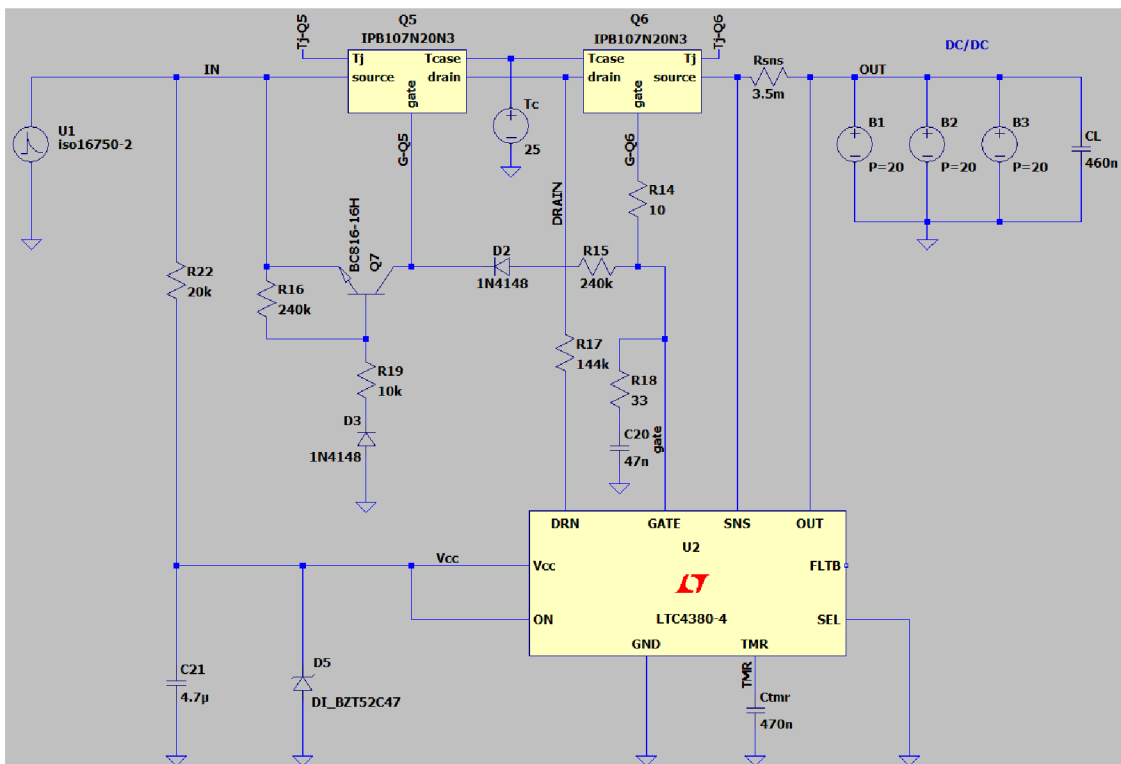 Q5
IPB107N20N3
Tj-Q5
Tj
Tcase
source
drain
gate
Q6
IPB107N20N3
Tj-Q6
Tcase
Tj
drain
source
gate
DC/DC
IN
Rsns
3.5m
OUT
U1
iso16750-2
Tc
25
G-Q5
G-Q6
B1
P=20
B2
P=20
B3
P=20
CL
460n
R14
10
DRAIN
BC816-16H
Q7
D2
1N4148
R15
240k
R22
20k
R16
240k
R17
144k
R19
10k
R18
33
D3
1N4148
C20
47n
gate
DRN
GATE
SNS
OUT
U2
Vcc
Vcc
FLTB
ON
LTC4380-4
SEL
GND
TMR
TMR
C21
4.7µ
D5
DI_BZT52C47
Ctmr
470n